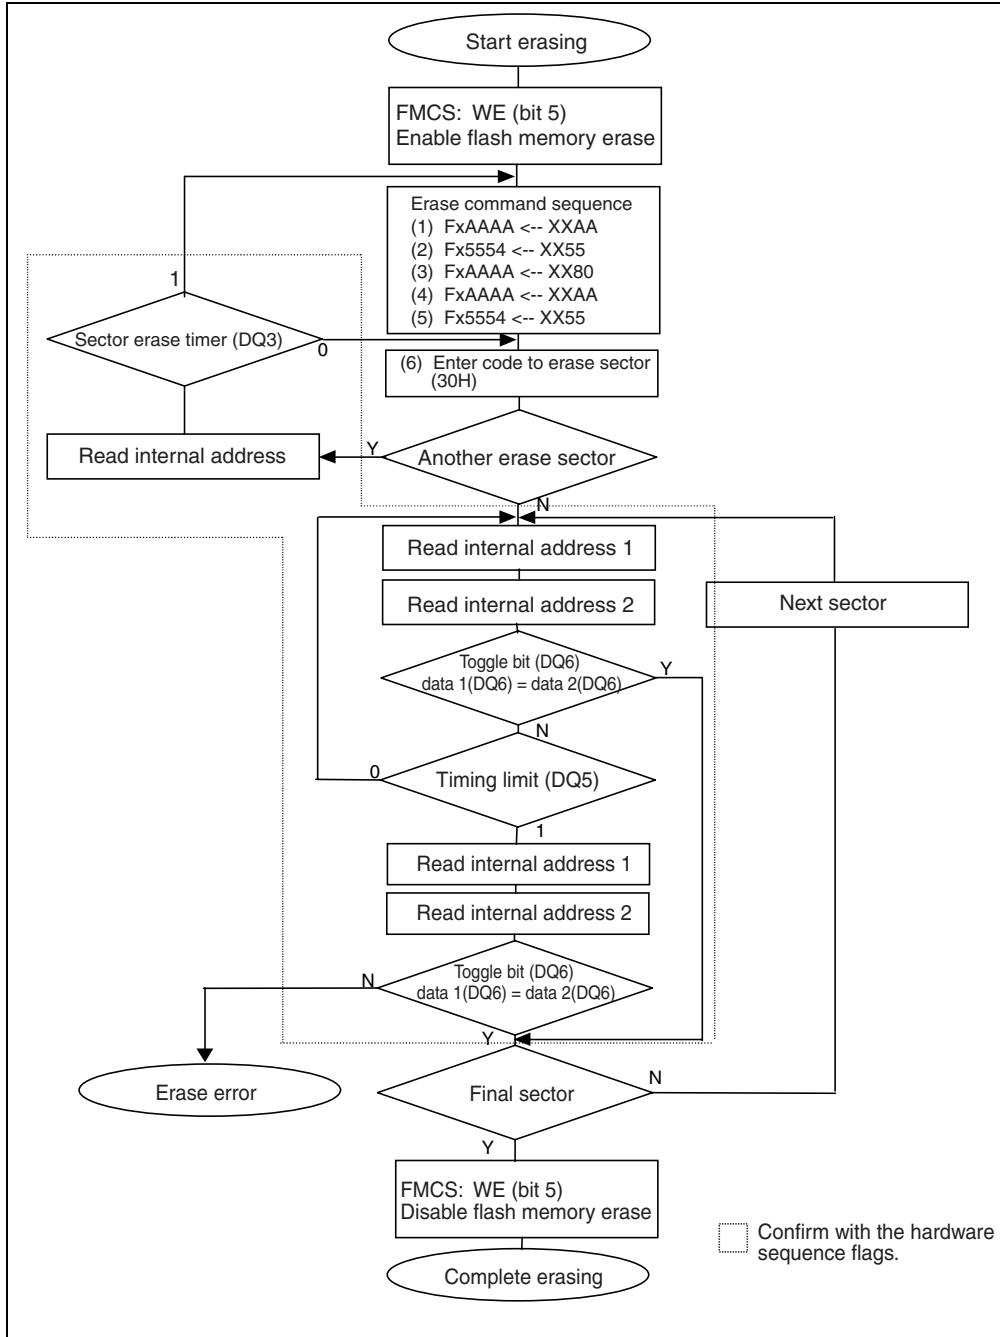 Start erasing
FMCS: WE (bit 5)
Enable flash memory erase
Erase command sequence
(1) FxAAAA <-- XXAA
(2) Fx5554 <-- XX55
(3) FxAAAA <-- XX80
(4) FxAAAA <-- XXAA
(5) Fx5554 <-- XX55
1
Sector erase timer (DQ3)
0
(6) Enter code to erase sector
(30H)
Read internal address
Y
Another erase sector
N
Read internal address 1
Read internal address 2
Next sector
Toggle bit (DQ6)
data 1(DQ6) = data 2(DQ6)
Y
N
0
Timing limit (DQ5)
1
Read internal address 1
Read internal address 2
Toggle bit (DQ6)
data 1(DQ6) = data 2(DQ6)
N
Y
Erase error
Final sector
N
Y
FMCS: WE (bit 5)
Disable flash memory erase
Complete erasing
Confirm with the hardware
sequence flags.